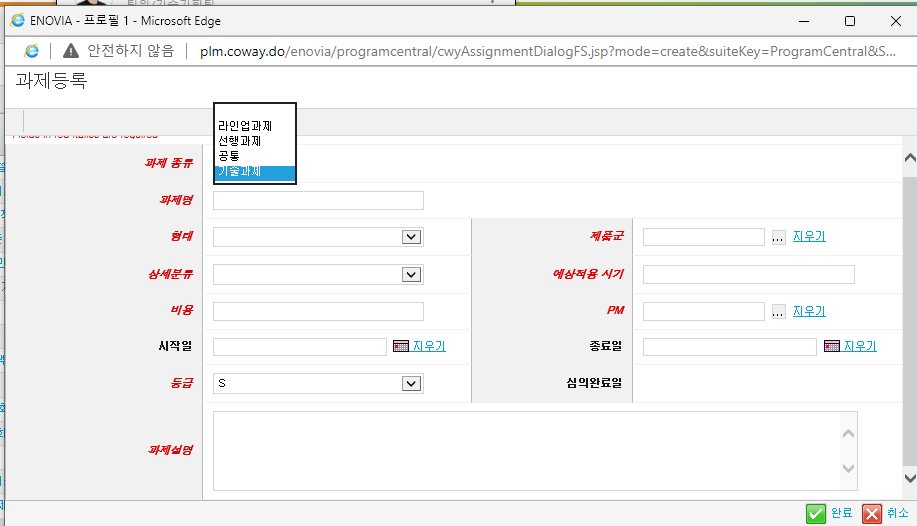 ENOVIA - 프로필 1 - Microsoft Edge
안전하지 않음 plm.coway.do/enovia/programcentral/cwyAssignmentDialogFS.jsp?mode=create&suiteKey=ProgramCentral&S...
과제등록
라인업과제
선행과제
공통
기술과제
과제 종류
과제명
형태 제품군 ... 지우기
상세분류 예상적용 시기
비용 PM ... 지우기
시작일 지우기 종료일 지우기
등급 S 심의완료일
과제설명
완료 취소